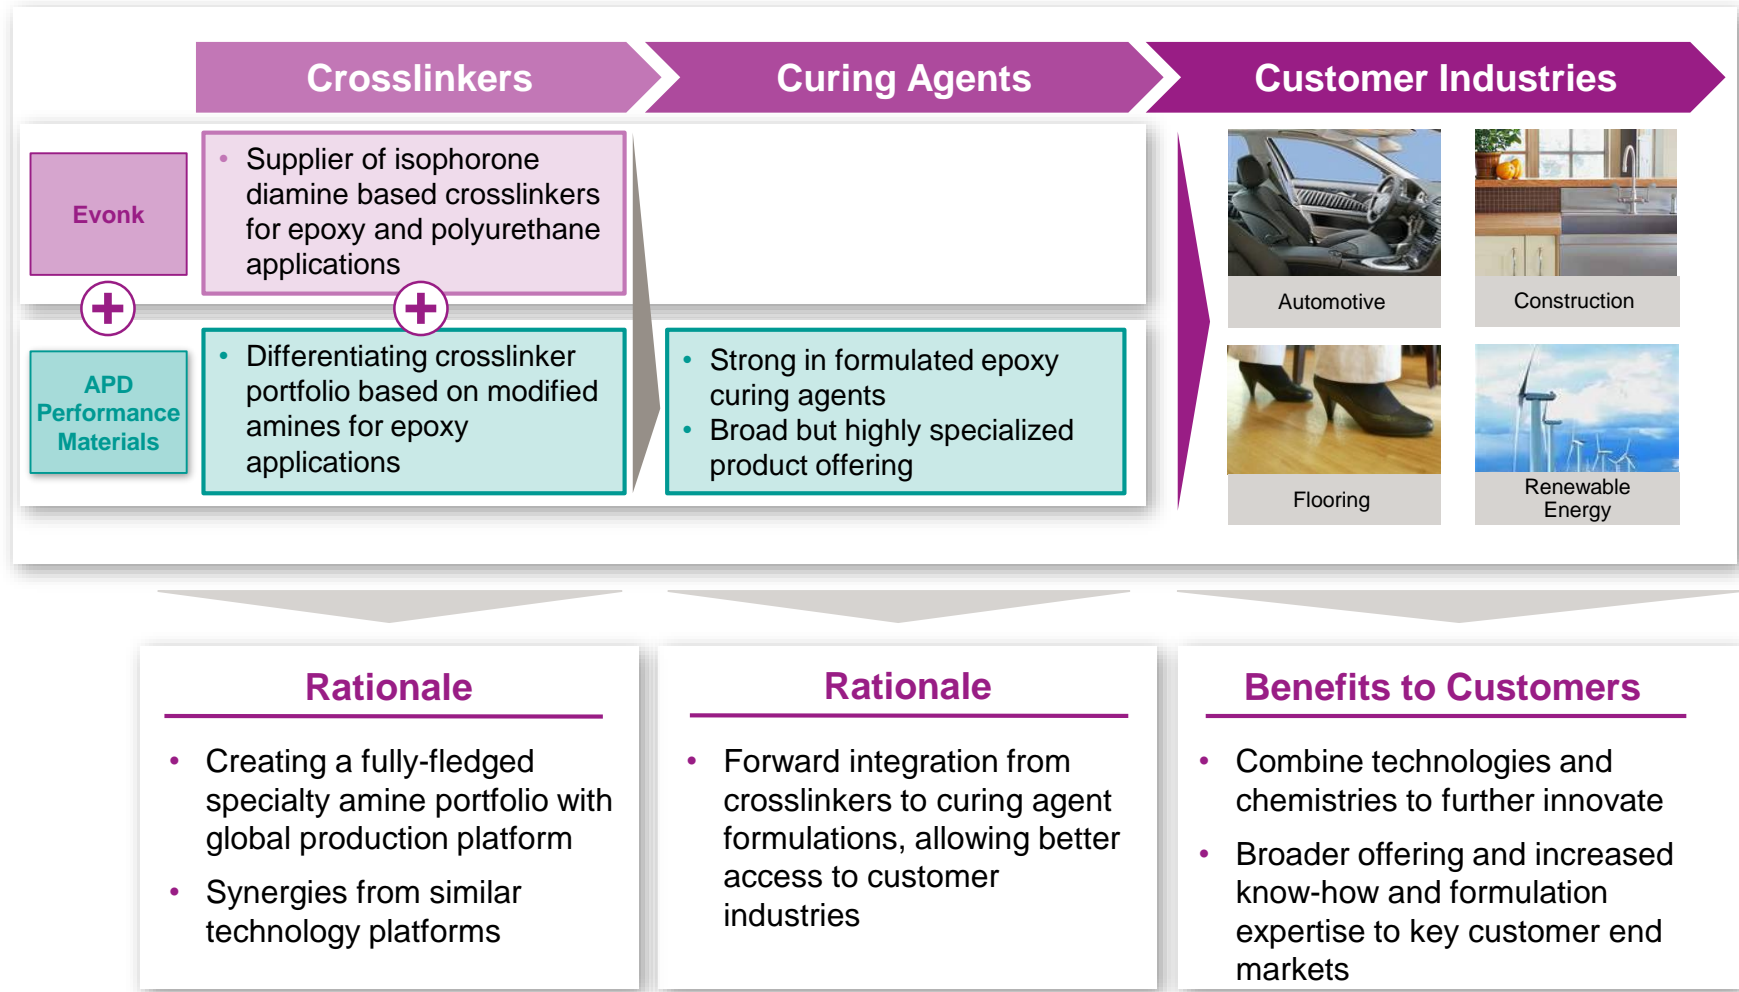 Crosslinkers
Curing Agents
Customer Industries
Evonk
• Supplier of isophorone
diamine based crosslinkers
for epoxy and polyurethane
applications
APD
Performance
Materials
• Differentiating crosslinker
portfolio based on modified
amines for epoxy
applications
• Strong in formulated epoxy
curing agents
• Broad but highly specialized
product offering
Automotive
Construction
Flooring
Renewable
Energy
Rationale
• Creating a fully-fledged
specialty amine portfolio with
global production platform
• Synergies from similar
technology platforms
Rationale
• Forward integration from
crosslinkers to curing agent
formulations, allowing better
access to customer
industries
Benefits to Customers
• Combine technologies and
chemistries to further innovate
• Broader offering and increased
know-how and formulation
expertise to key customer end
markets